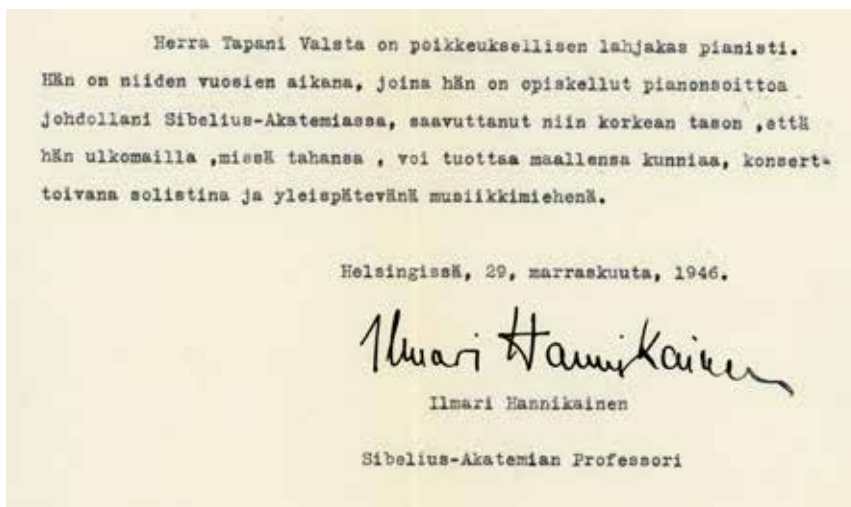 Herra Tapani Valsta on poikkeuksellisen lahjakas pianisti.
Hän on niiden vuosien aikana, joina hän on opiskellut pianonsoittoa
johdollani Sibelius-Akatemiassa, saavuttanut niin korkean tason ,että
hän ulkomailla ,missä tahansa , voi tuottaa maallensa kunniaa, konsert-
toivana solistina ja yleispätevänä musiikkimiehenä.
Helsingissä, 29, marraskuuta, 1946.
Ilmari Hannikainen
Ilmari Hannikainen
Sibelius-Akatemian Professori